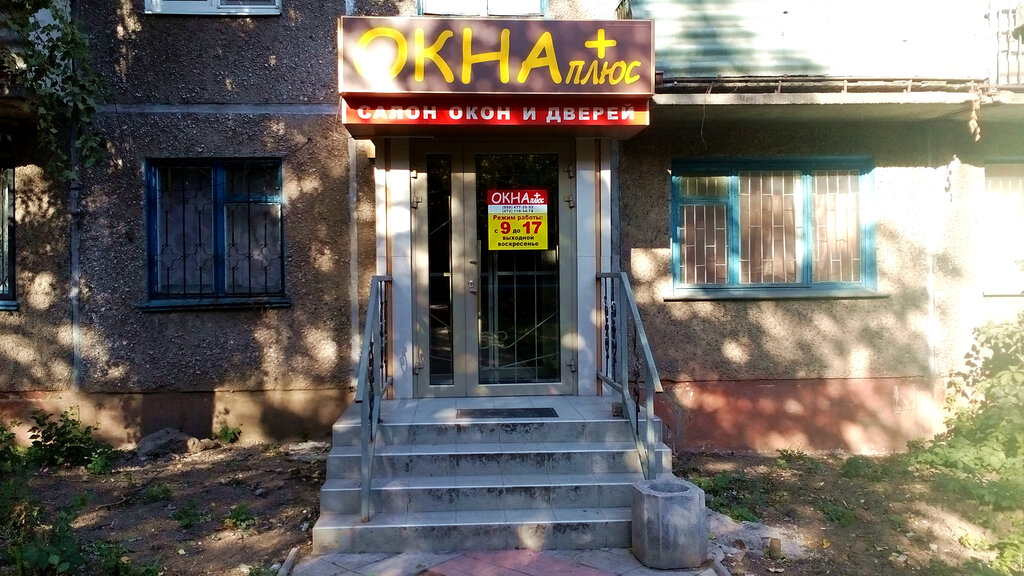 ОКНА+
плюс
САЛОН ОКОН И ДВЕРЕЙ
ОКНА+
плюс
Режим работы:
с 9 до 17
выходной
воскресенье